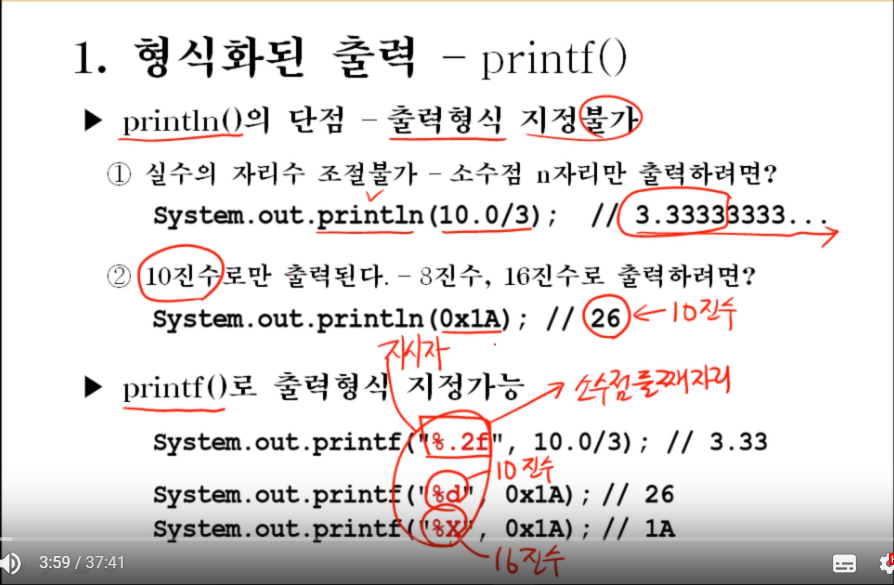 1. 형식화된 출력 - printf()
▶ println()의 단점 - 출력형식 지정불가
① 실수의 자리수 조절불가 - 소수점 n자리만 출력하려면?
System.out.println(10.0/3); // 3.33333333...
② 10진수로만 출력된다. - 8진수, 16진수로 출력하려면?
System.out.println(0x1A); // 26 ← 10진수
지시자
▶ printf()로 출력형식 지정가능
소수점둘째자리
System.out.printf("%.2f", 10.0/3); // 3.33
10진수
System.out.printf("%d", 0x1A); // 26
System.out.printf("%X", 0x1A); // 1A
16진수
3:59 / 37:41